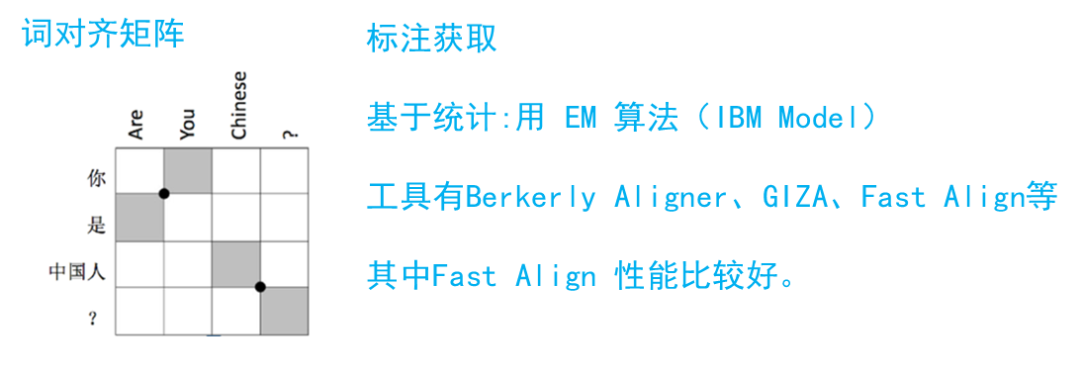 词对齐矩阵
标注获取
Are
You
Chinese
?
你
是
中国人
?
基于统计:用 EM 算法（IBM Model）
工具有Berkerly Aligner、GIZA、Fast Align等
其中Fast Align 性能比较好。